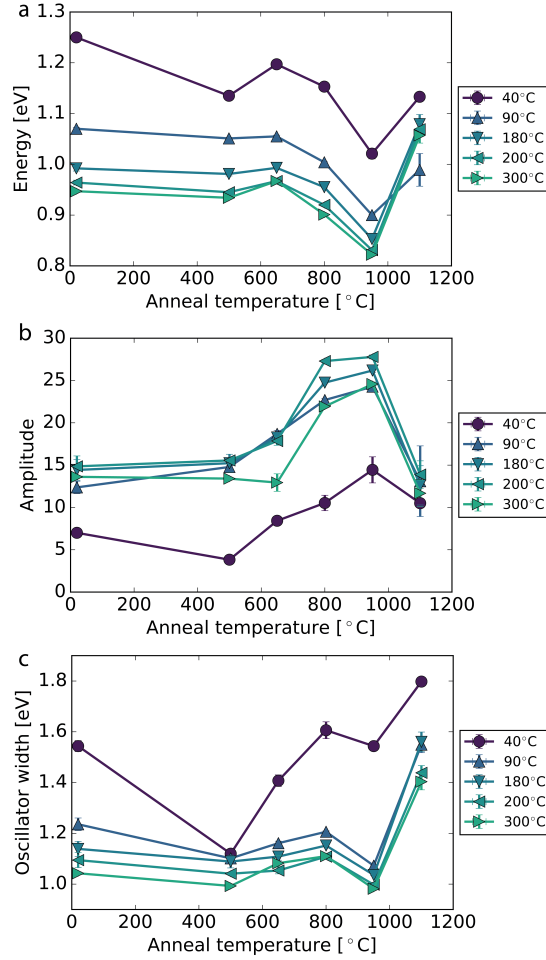 a
1.3
1.2
1.1
1.0
0.9
0.8
Energy [eV]
0 200 400 600 800 1000 1200
Anneal temperature [°C]
40°C
90°C
180°C
200°C
300°C
b
30
25
20
15
10
5
0
Amplitude
0 200 400 600 800 1000 1200
Anneal temperature [°C]
40°C
90°C
180°C
200°C
300°C
c
1.8
1.6
1.4
1.2
1.0
Oscillator width [eV]
0 200 400 600 800 1000 1200
Anneal temperature [°C]
40°C
90°C
180°C
200°C
300°C